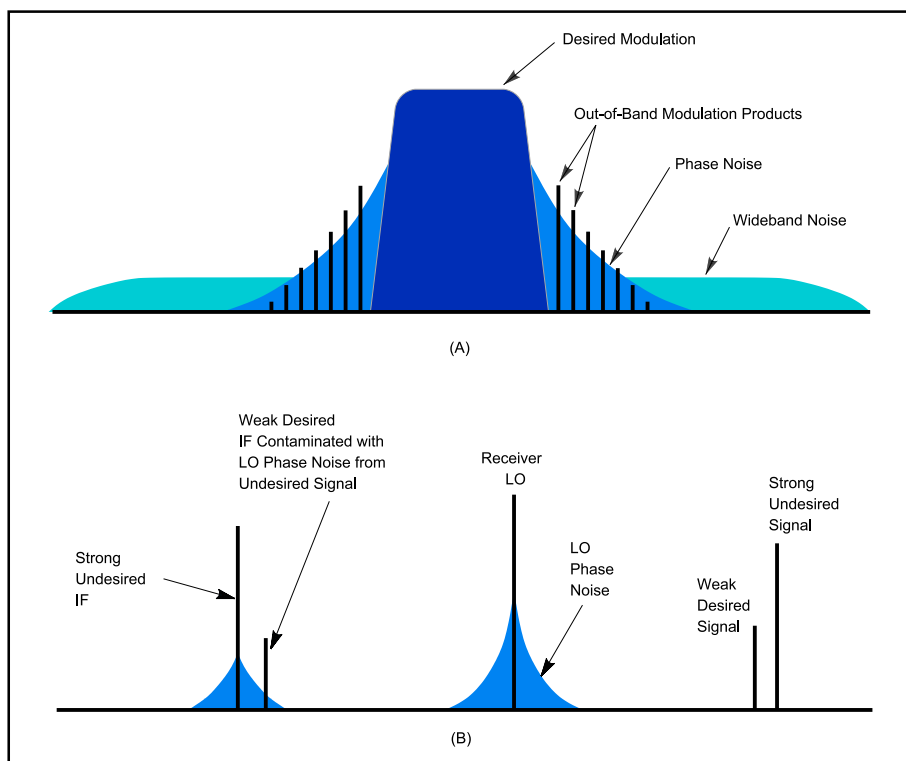 Desired Modulation
Out-of-Band Modulation Products
Phase Noise
Wideband Noise
(A)
Weak Desired
IF Contaminated with
LO Phase Noise from
Undesired Signal
Receiver
LO
Strong
Undesired
Signal
Strong
Undesired
IF
LO
Phase
Noise
Weak
Desired
Signal
(B)